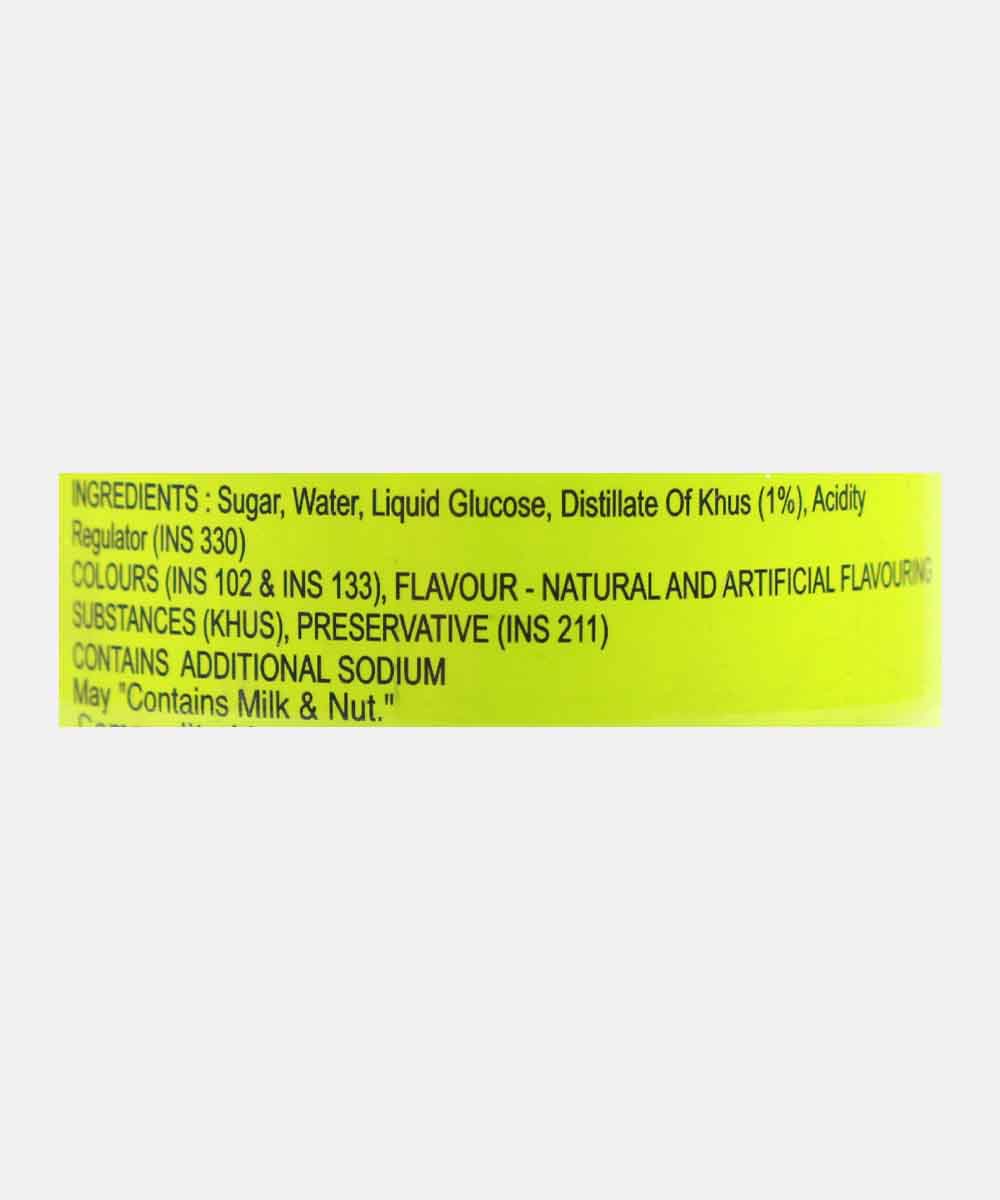 INGREDIENTS : Sugar, Water, Liquid Glucose, Distillate Of Khus (1%), Acidity
Regulator (INS 330)
COLOURS (INS 102 & INS 133), FLAVOUR - NATURAL AND ARTIFICIAL FLAVOURING
SUBSTANCES (KHUS), PRESERVATIVE (INS 211)
CONTAINS ADDITIONAL SODIUM
May "Contains Milk & Nut."